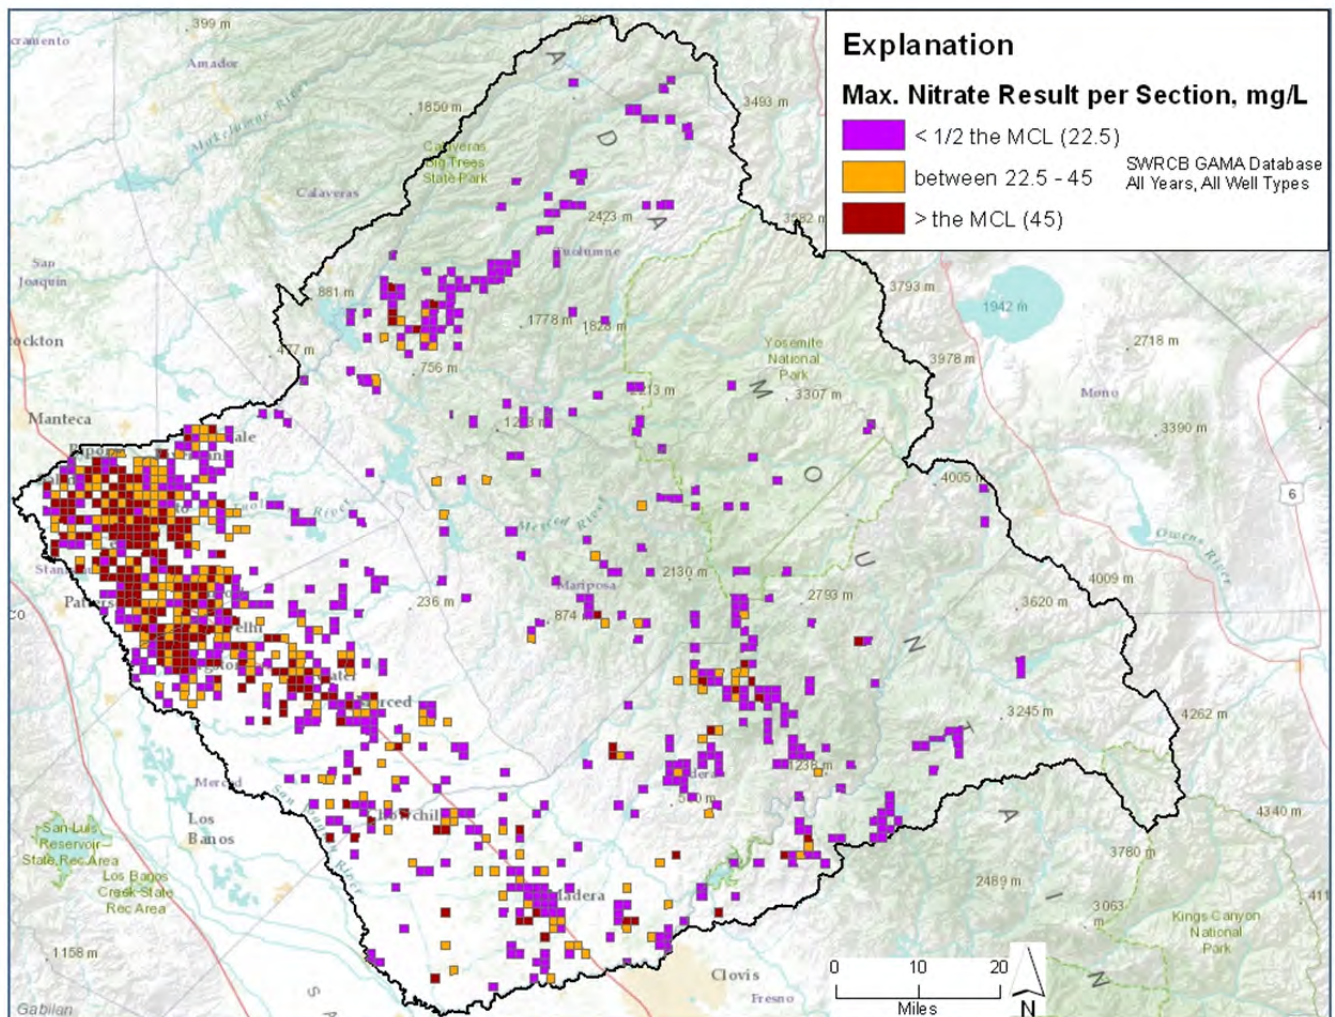 Explanation
Max. Nitrate Result per Section, mg/L
< 1/2 the MCL (22.5)
between 22.5 - 45
> the MCL (45)
SWRCB GAMA Database
All Years, All Well Types
399 m
Amador
1850 m
Mokelumne River
State Park
Calaveras
3493 m
A
D
A
2423 m
3582 m
Tuolumne
San
Joaquin
881 m
3793 m
1942 m
1778 m
477 m
2718 m
3978 m
Yosemite
National
Park
756 m
M
3307 m
Mono
Manteca
3390 m
O
4005 m
6
Merced
Owens River
U
2130 m
4009 m
Mariposa
2793 m
236 m
874 m
3620 m
N
3245 m
4262 m
T
Merced
1238 m
Los
Banos
A
4340 m
San Luis
Reservoir
State Rec Area
3780 m
Los Banos
Creek State
Rec Area
2489 m
I
3063
m
Kings Canyon
National
Park
1158 m
Clovis
Fresno
N
S
Gabilan
0 10 20
Miles
N